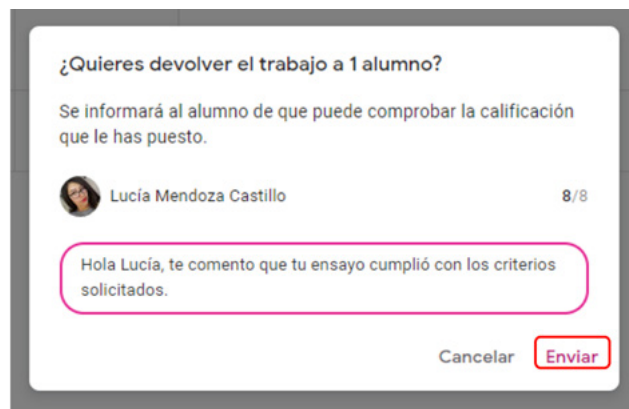 ¿Quieres devolver el trabajo a 1 alumno?
Se informará al alumno de que puede comprobar la calificación
que le has puesto.
Lucía Mendoza Castillo 8/8
Hola Lucía, te comento que tu ensayo cumplió con los criterios
solicitados.
Cancelar Enviar